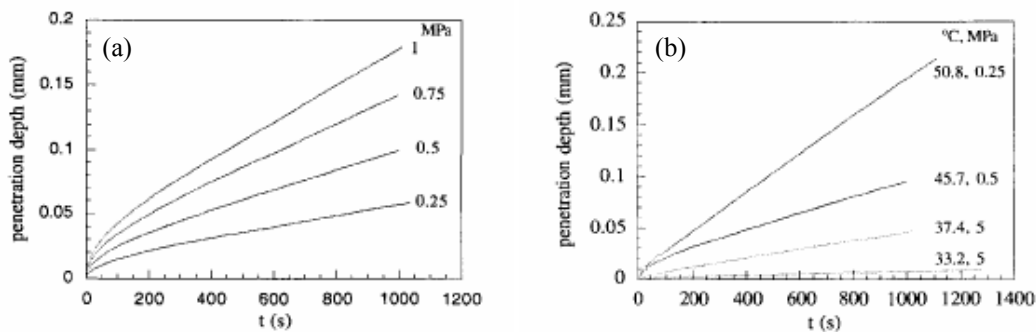 (a)
MPa
1
0.75
0.5
0.25
0.2
0.15
0.1
0.05
0
penetration depth (mm)
0 200 400 600 800 1000 1200
t (s)
(b)
°C, MPa
50.8, 0.25
45.7, 0.5
37.4, 5
33.2, 5
0.25
0.2
0.15
0.1
0.05
0
penetration depth (mm)
0 200 400 600 800 1000 1200 1400
t (s)